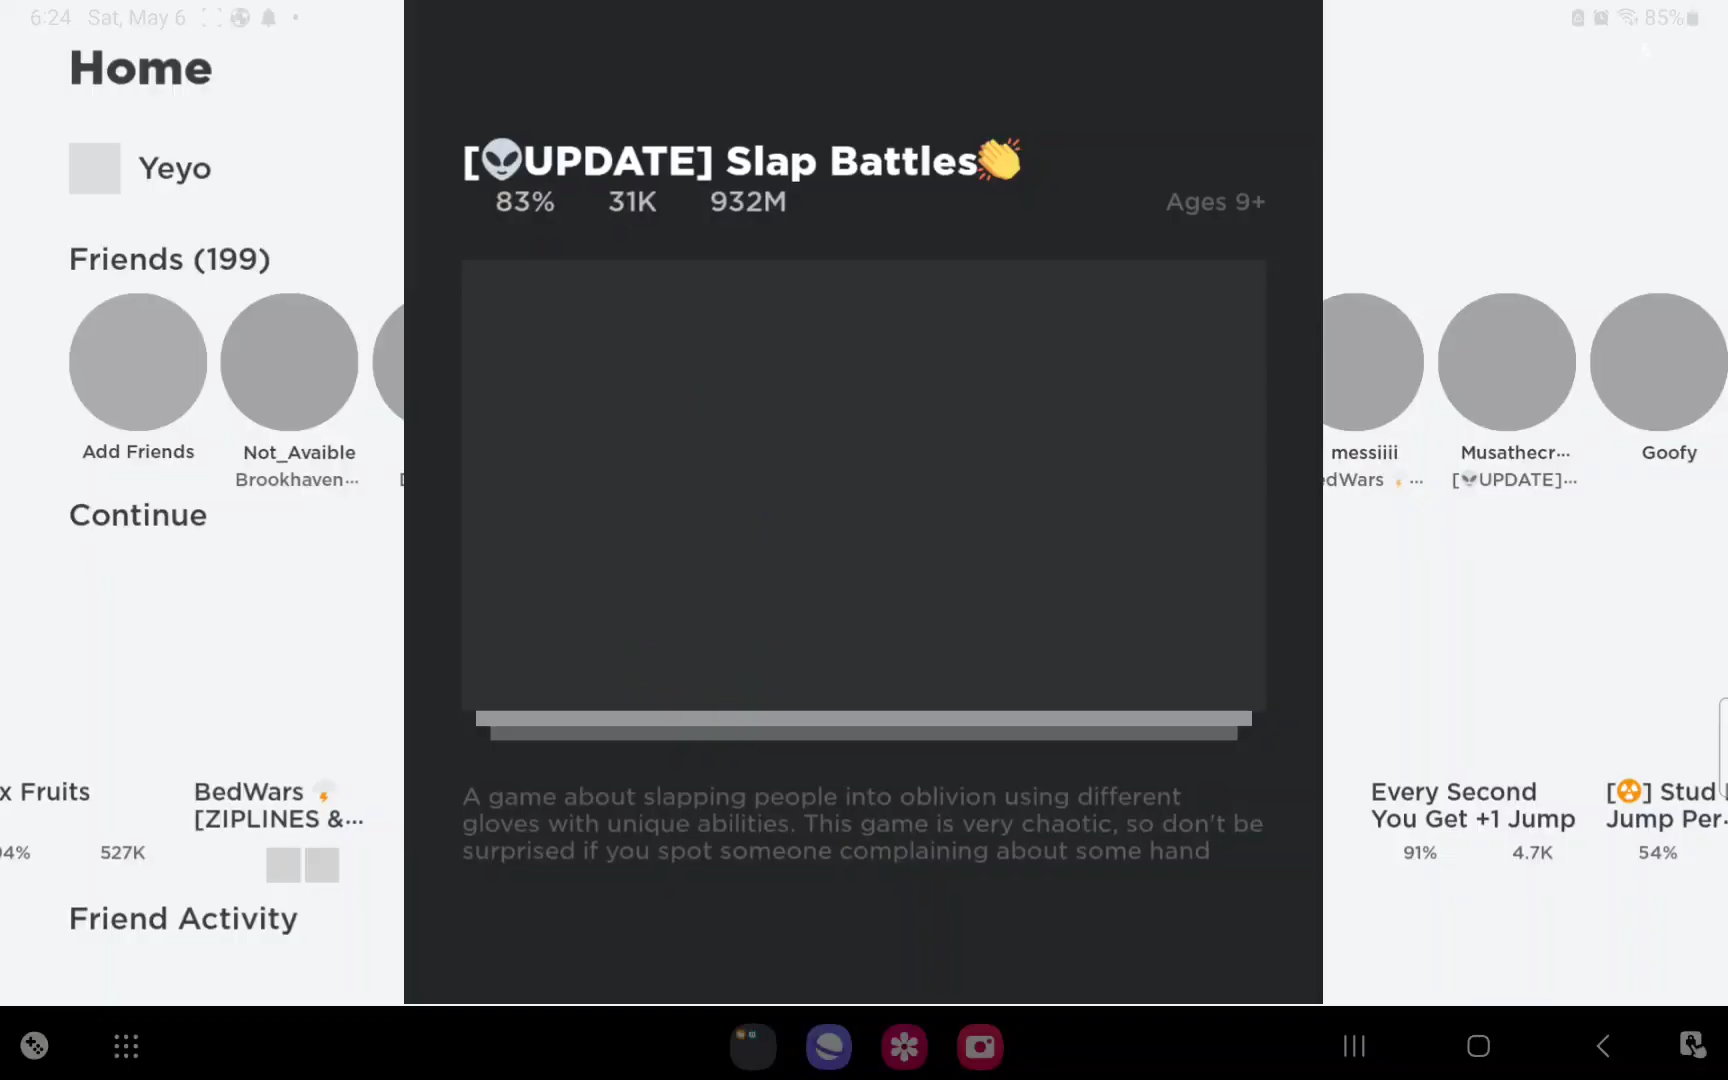 6:24 Sat, May 6
85%
Home
Yeyo
Friends (199)
Add Friends
Not_Avaible
Brookhaven...
Continue
x Fruits
94%
527K
BedWars
[ZIPLINES &...
Friend Activity
[👽UPDATE] Slap Battles👏
83%
31K
932M
Ages 9+
A game about slapping people into oblivion using different
gloves with unique abilities. This game is very chaotic, so don't be
surprised if you spot someone complaining about some hand
messiiii
edWars ...
Musathecr...
[👽UPDATE]...
Goofy
Every Second
You Get +1 Jump
91%
4.7K
[☢️] Stud
Jump Per
54%